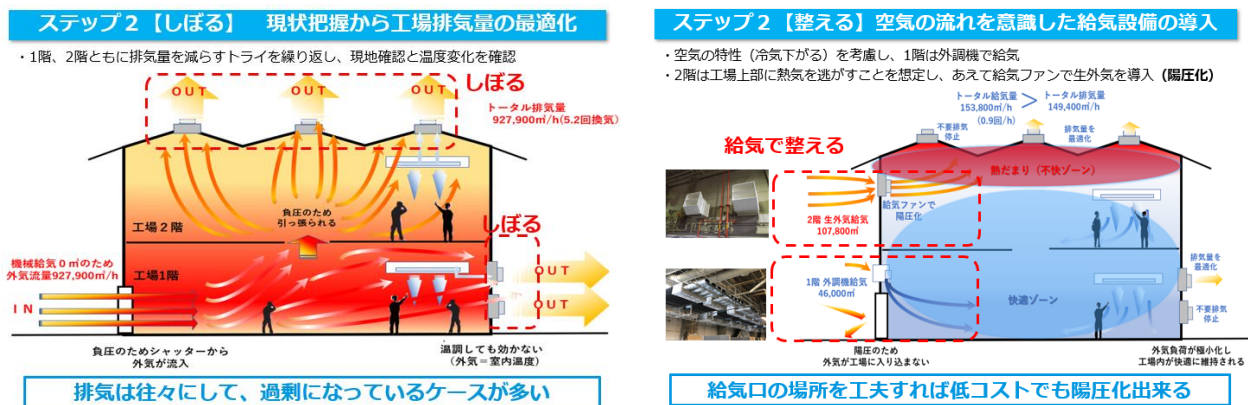 ステップ２【しぼる】　現状把握から工場排気量の最適化
・1階、2階ともに排気量を減らすトライを繰り返し、現地確認と温度変化を確認
しぼる
OUT
OUT
OUT
トータル排気量
927,900㎥/h(5.2回換気)
負圧のため
引っ張られる
工場２階
しぼる
機械給気０㎥のため
外気流量927,900㎥/h
工場1階
OUT
IN
OUT
負圧のためシャッターから
外気が流入
温調しても効かない
(外気＝室内温度)
排気は往々にして、過剰になっているケースが多い
ステップ２【整える】空気の流れを意識した給気設備の導入
・空気の特性（冷気下がる）を考慮し、1階は外調機で給気
・2階は工場上部に熱気を逃がすことを想定し、あえて給気ファンで生外気を導入（陽圧化）
トータル給気量
153,800㎥/h
(0.9回/h)
＞
トータル排気量
149,400㎥/h
不要排気
停止
排気量を
最適化
給気で整える
熱だまり（不快ゾーン）
給気ファンで
陽圧化
2階 生外気給気
107,800㎥
1階 外調機給気
46,000㎥
快適ゾーン
排気量を
最適化
不要排気
停止
陽圧のため
外気が工場に入り込まない
外気負荷が極小化し
工場内が快適に維持される
給気口の場所を工夫すれば低コストでも陽圧化出来る